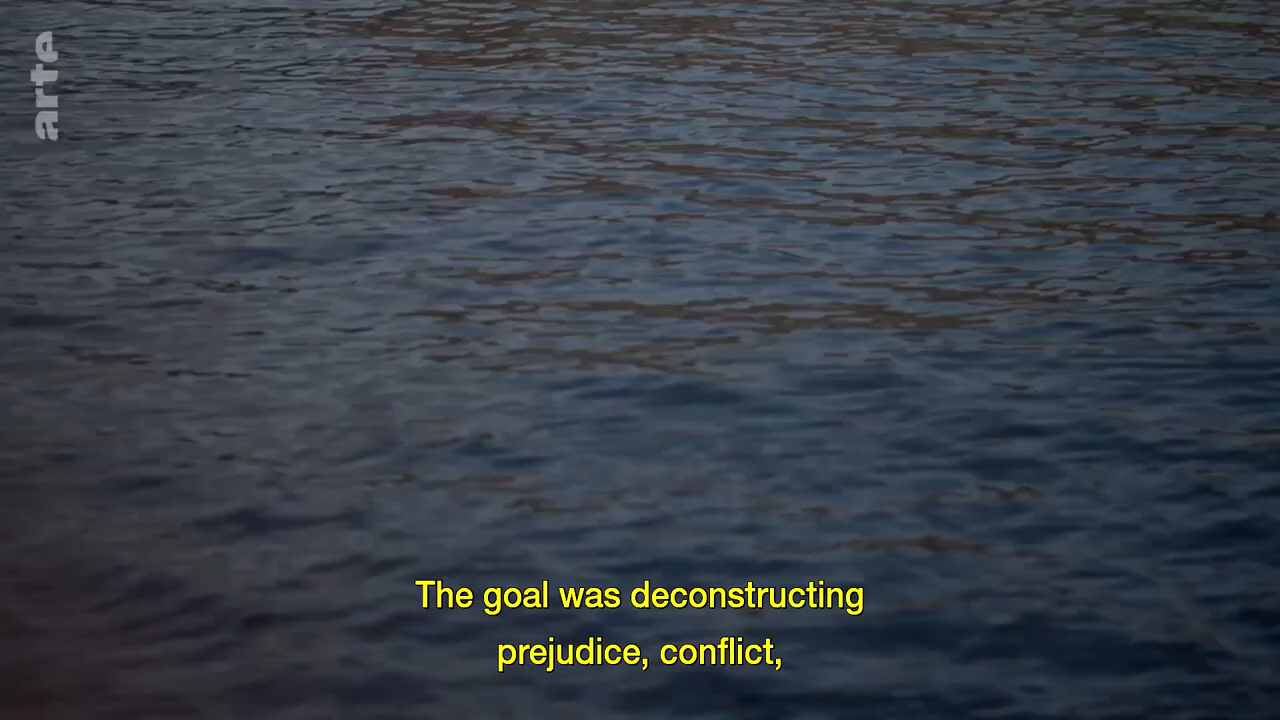 arte
The goal was deconstructing
prejudice, conflict,